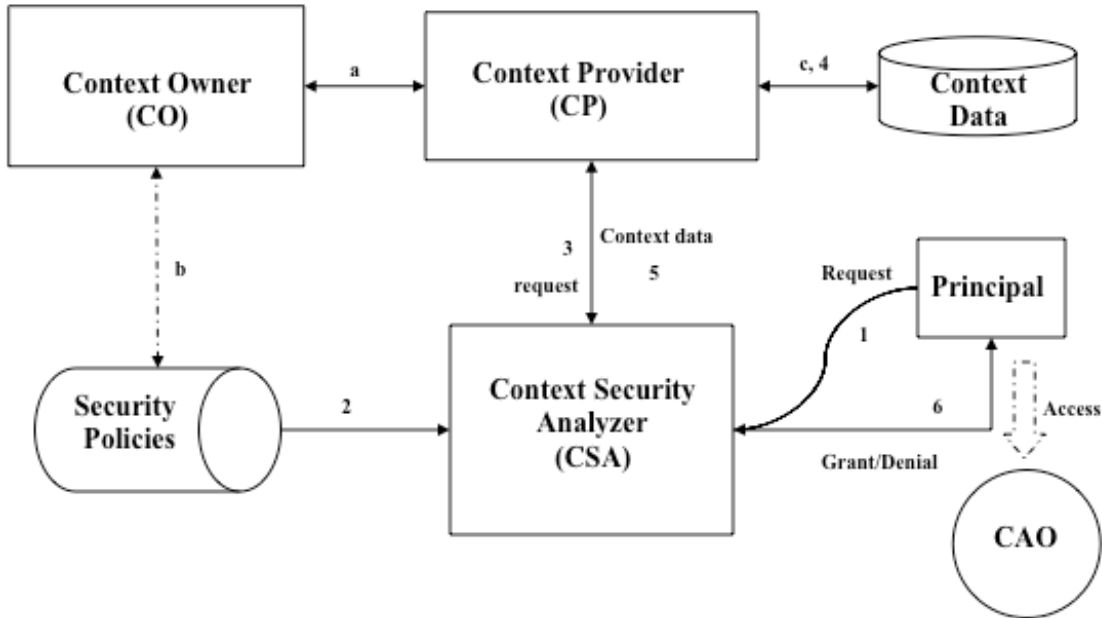 Context Owner
(CO)
a
Context Provider
(CP)
c, 4
Context
Data
b
3
Context data
request
5
Request
Principal
1
Security
Policies
2
Context Security
Analyzer
(CSA)
6
Access
Grant/Denial
CAO